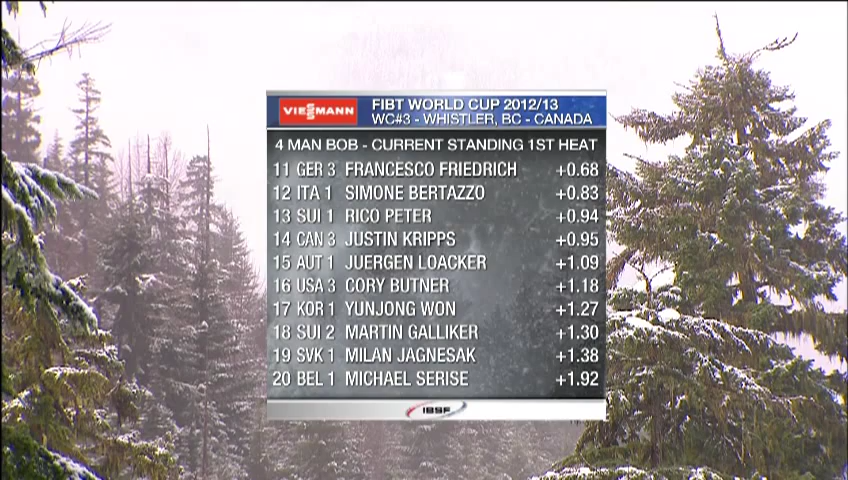 VIESMANN
FIBT WORLD CUP 2012/13
WC#3 - WHISTLER, BC - CANADA
4 MAN BOB - CURRENT STANDING 1ST HEAT
11 GER 3 FRANCESCO FRIEDRICH +0.68
12 ITA 1 SIMONE BERTAZZO +0.83
13 SUI 1 RICO PETER +0.94
14 CAN 3 JUSTIN KRIPPS +0.95
15 AUT 1 JUERGEN LOACKER +1.09
16 USA 3 CORY BUTNER +1.18
17 KOR 1 YUNJONG WON +1.27
18 SUI 2 MARTIN GALLIKER +1.30
19 SVK 1 MILAN JAGNESAK +1.38
20 BEL 1 MICHAEL SERISE +1.92
IBSF